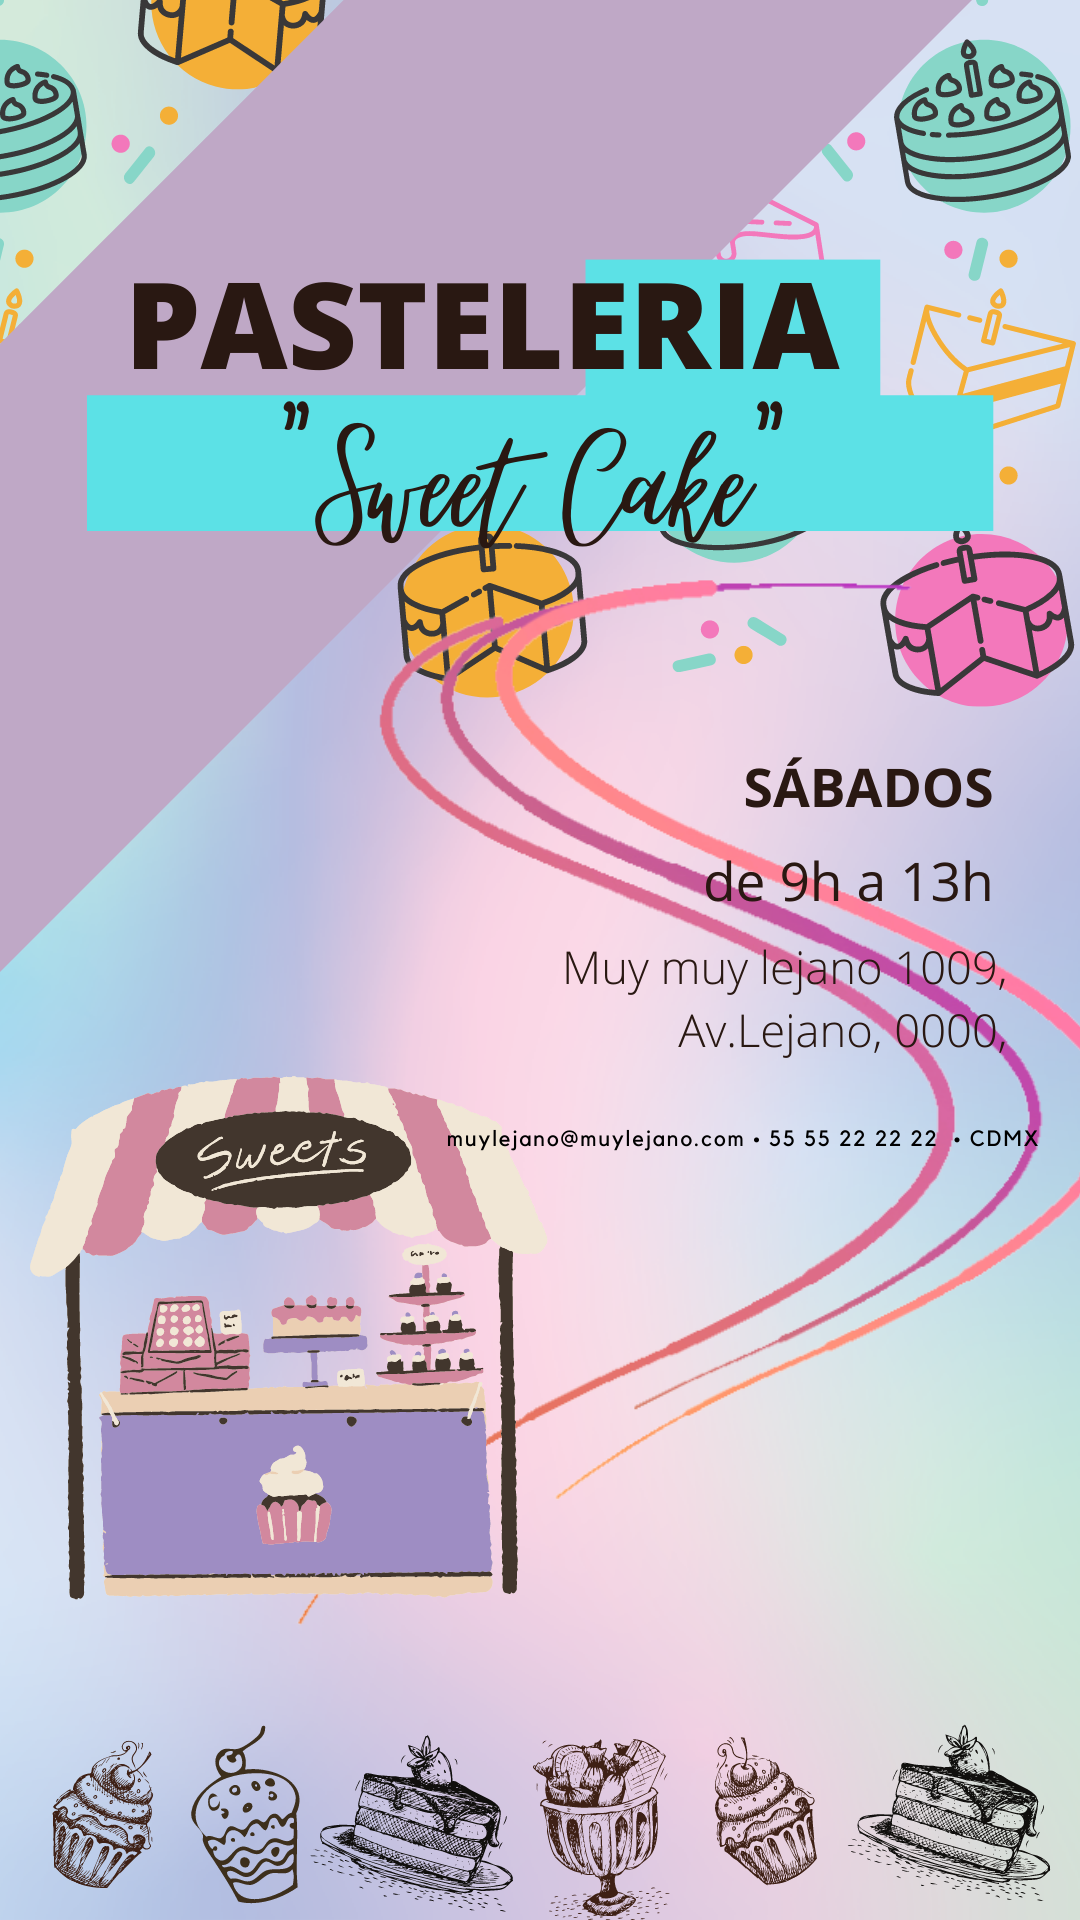 PASTELERIA
"Sweet Cake"
SÁBADOS
de 9h a 13h
Muy muy lejano 1009,
Av.Lejano, 0000,
muylejano@muylejano.com • 55 55 22 22 22 • CDMX
Sweets